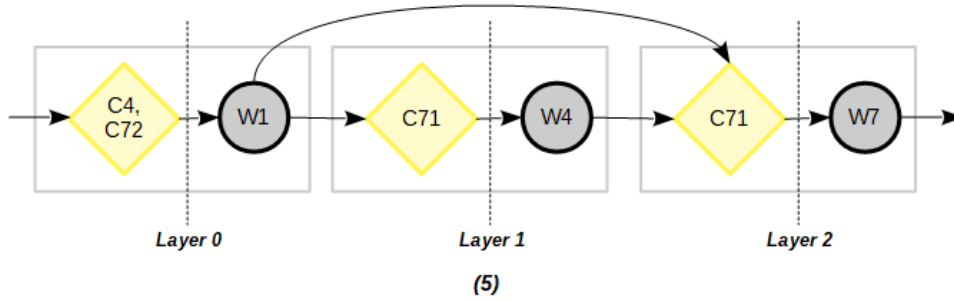 C4,
C72
W1
C71
W4
C71
W7
Layer 0
Layer 1
Layer 2
(5)